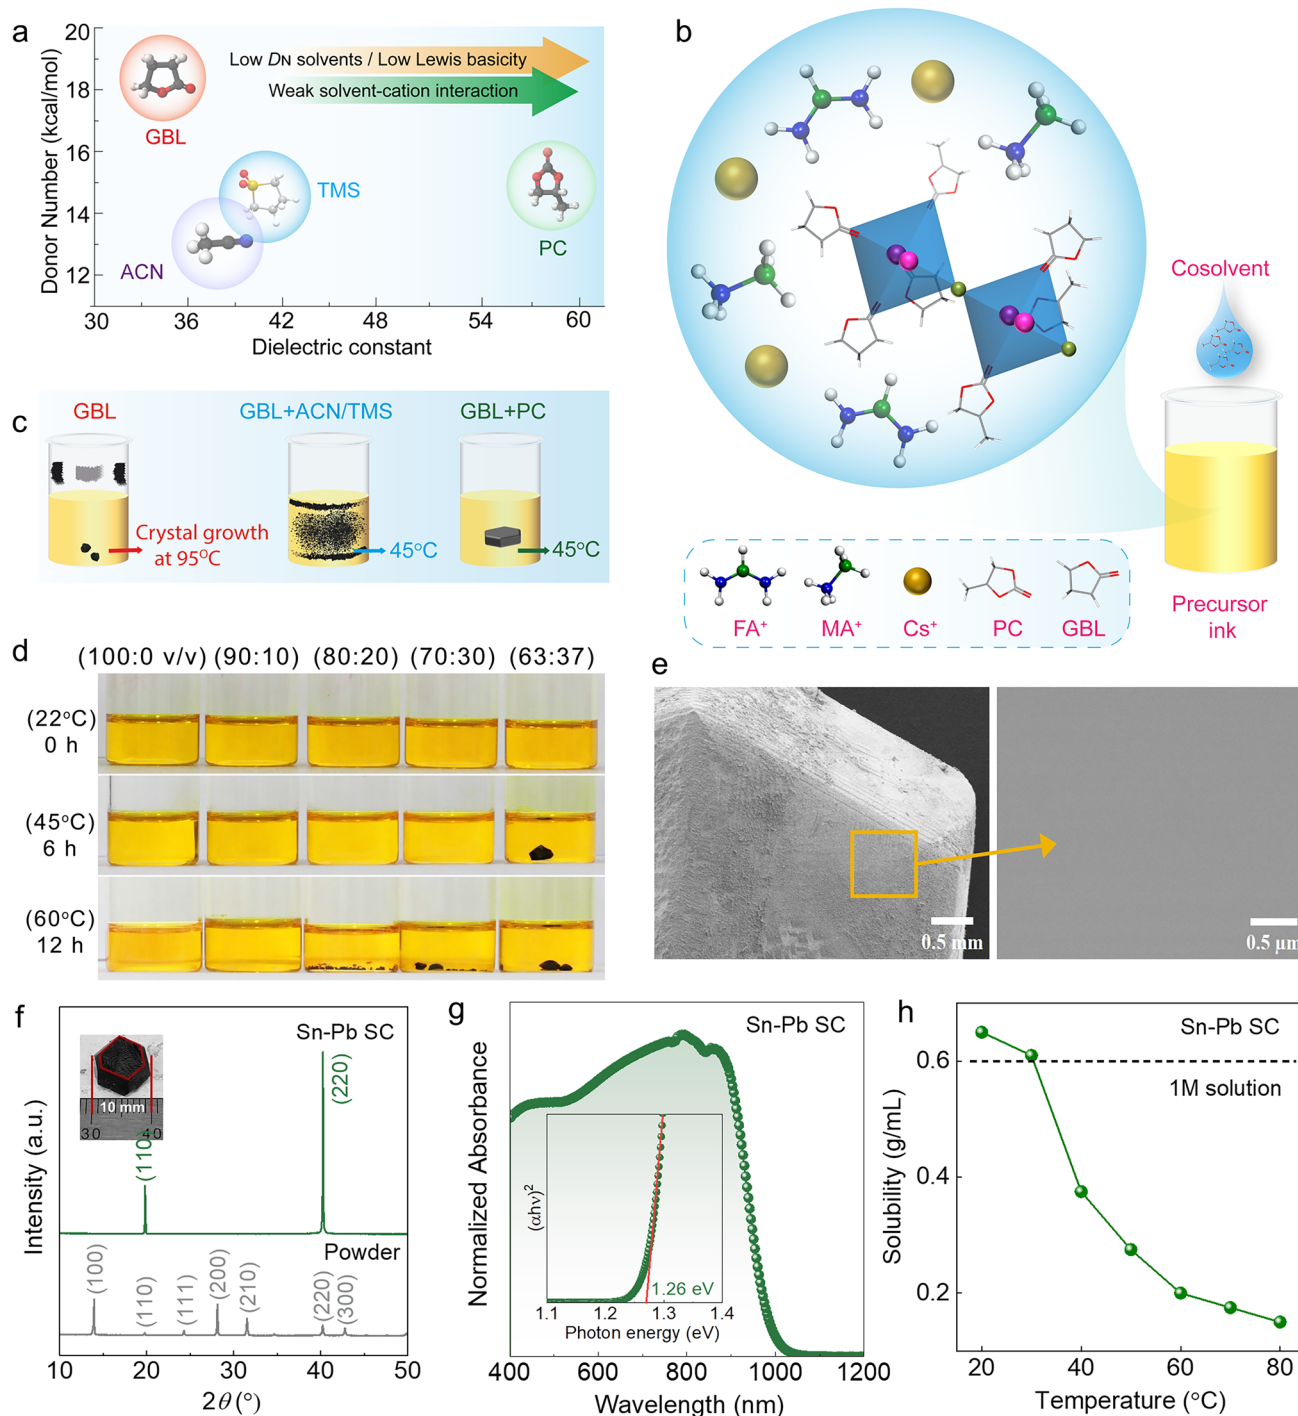 a
20
18
16
14
12
Donor Number (kcal/mol)
Low DN solvents / Low Lewis basicity
Weak solvent-cation interaction
GBL
TMS
ACN
PC
30
36
42
48
54
60
Dielectric constant
b
Cosolvent
FA⁺
MA⁺
Cs⁺
PC
GBL
Precursor
ink
c
GBL
GBL+ACN/TMS
GBL+PC
Crystal growth
at 95°C
45°C
45°C
d
(100:0 v/v) (90:10) (80:20) (70:30) (63:37)
(22°C)
0 h
(45°C)
6 h
(60°C)
12 h
e
0.5 mm
0.5 μm
f
Sn-Pb SC
10 mm
30
40
(110)
(220)
Powder
(100)
(110)
(111)
(200)
(210)
(220)
(300)
Intensity (a.u.)
10 20 30 40 50
2θ (°)
g
Sn-Pb SC
Normalized Absorbance
(αhν)²
1.26 eV
1.1 1.2 1.3 1.4
Photon energy (eV)
400 600 800 1000 1200
Wavelength (nm)
h
Sn-Pb SC
1M solution
0.6
0.4
0.2
Solubility (g/mL)
20 40 60 80
Temperature (°C)